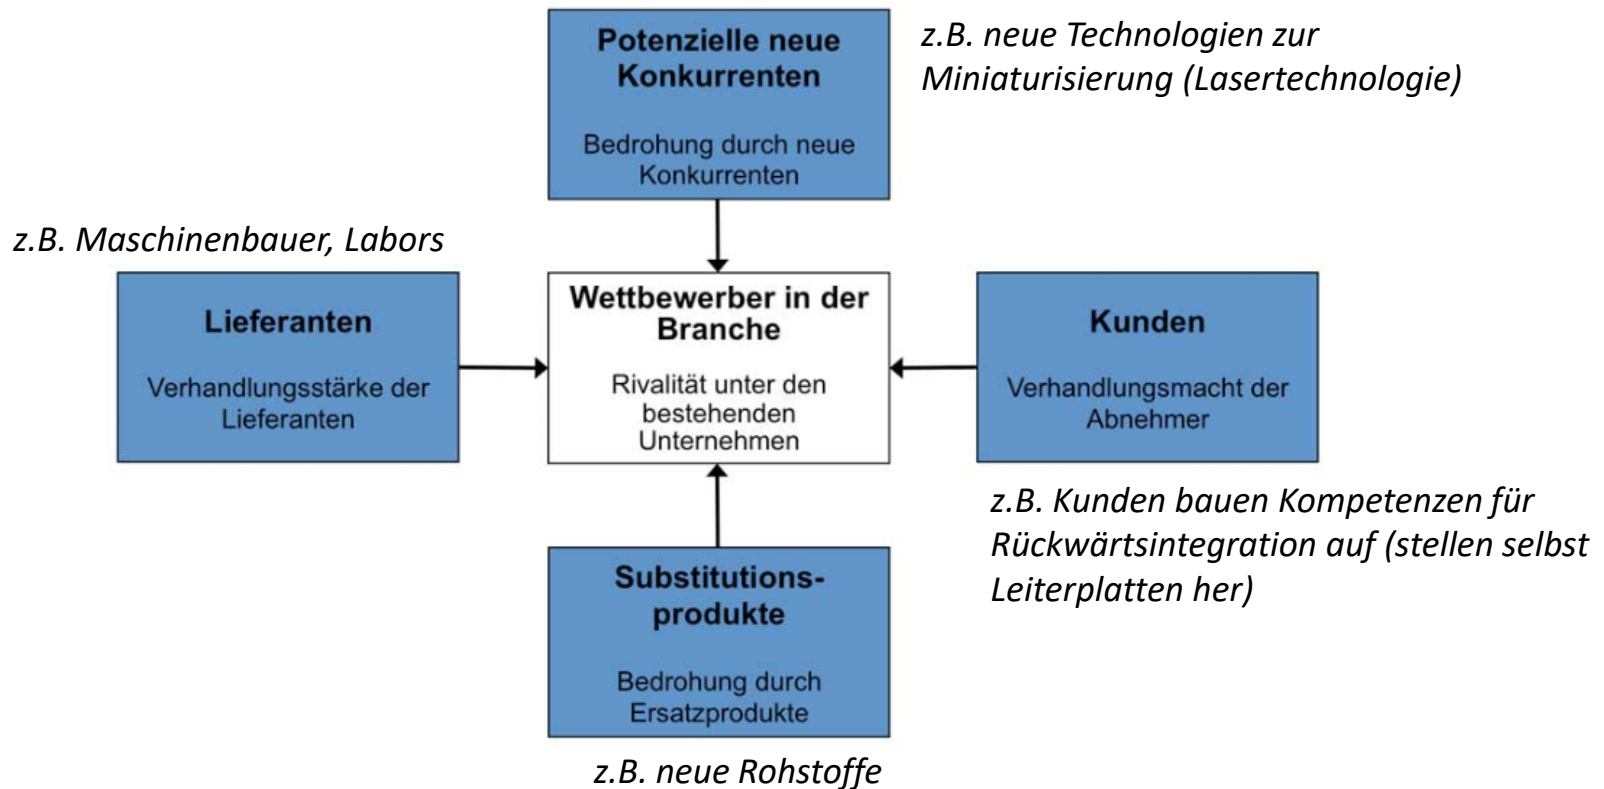 Potenzielle neue
Konkurrenten
Bedrohung durch neue
Konkurrenten
z.B. neue Technologien zur
Miniaturisierung (Lasertechnologie)
z.B. Maschinenbauer, Labors
Lieferanten
Verhandlungsstärke der
Lieferanten
Wettbewerber in der
Branche
Rivalität unter den
bestehenden
Unternehmen
Kunden
Verhandlungsmacht der
Abnehmer
z.B. Kunden bauen Kompetenzen für
Rückwärtsintegration auf (stellen selbst
Leiterplatten her)
Substitutions-
produkte
Bedrohung durch
Ersatzprodukte
z.B. neue Rohstoffe